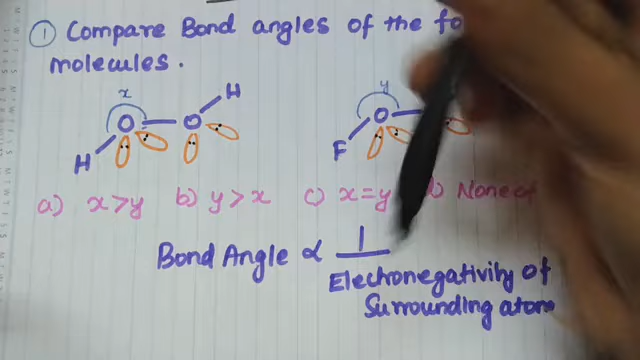 ① Compare Bond angles of the fo
molecules.
x
y
H
O O
O
H
F
a) x>y b) y>x c) x=y d) None of
Bond Angle ∝ 1
Electronegativity of
Surrounding atom